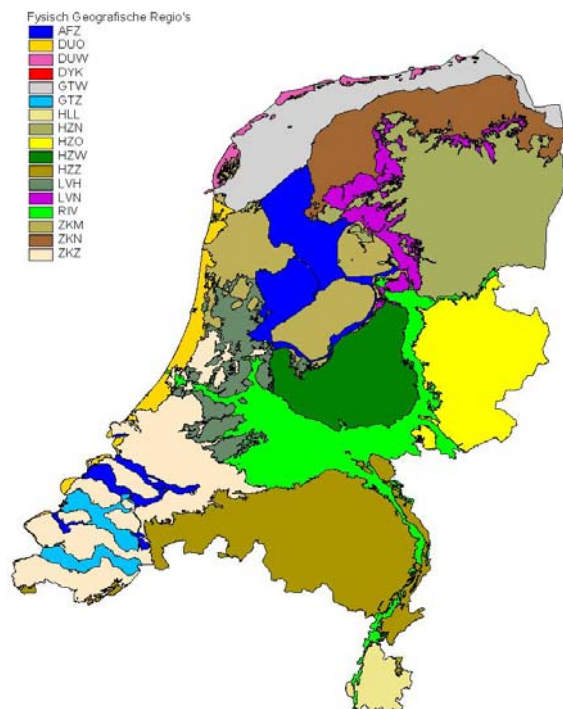 Fysisch Geografische Regio's
AFZ
DUO
DUW
DYK
GTW
GTZ
HLL
HZN
HZO
HZW
HZZ
LVH
LVN
RIV
ZKM
ZKN
ZKZ